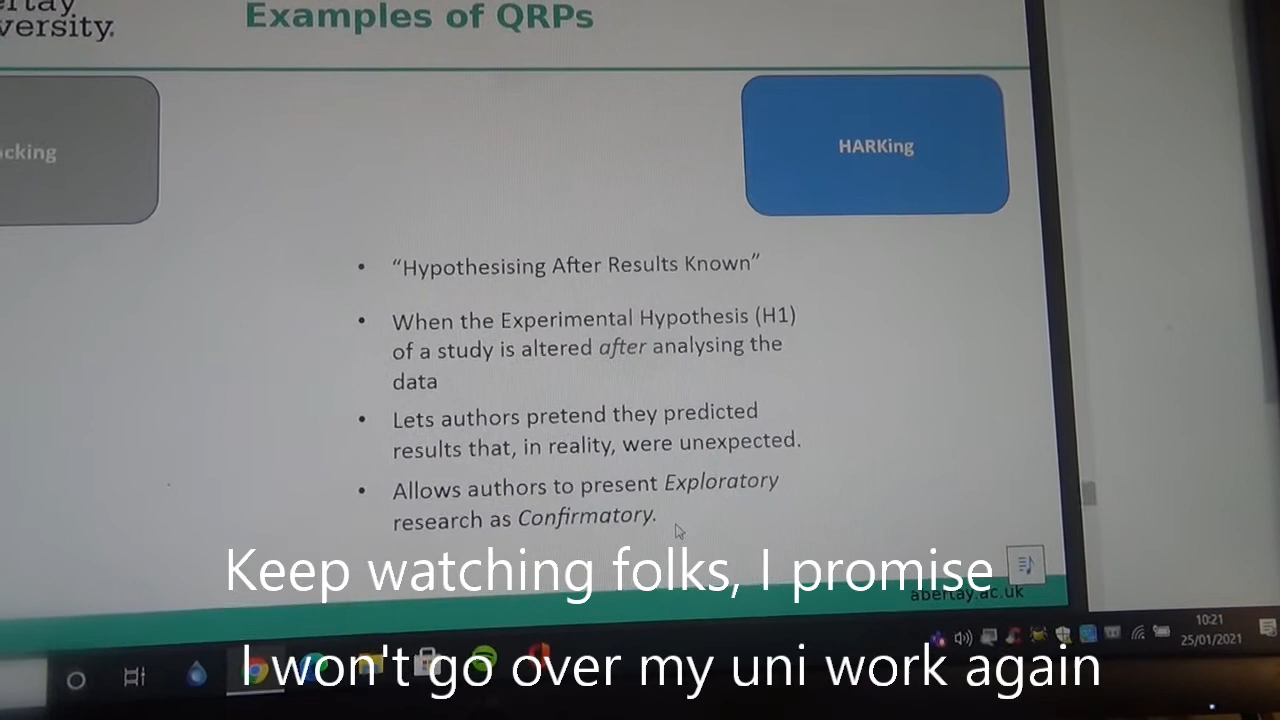 versity.
Examples of QRPs
cking
HARKing
• “Hypothesising After Results Known”
• When the Experimental Hypothesis (H1)
of a study is altered after analysing the
data
• Lets authors pretend they predicted
results that, in reality, were unexpected.
• Allows authors to present Exploratory
research as Confirmatory.
Keep watching folks, I promise
abertay.ac.uk
I won't go over my uni work again
10:21
25/01/2021